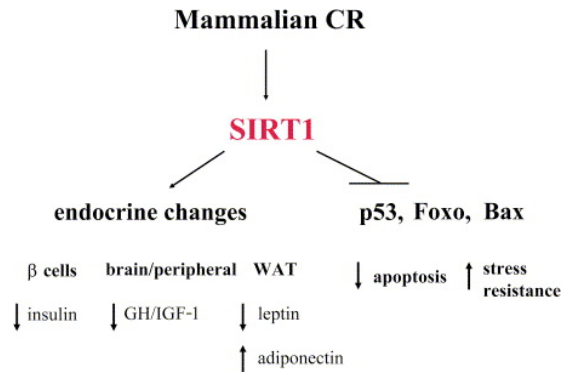 Mammalian CR
SIRT1
endocrine changes
p53, Foxo, Bax
β cells
brain/peripheral
WAT
insulin
GH/IGF-1
leptin
adiponectin
apoptosis
stress
resistance